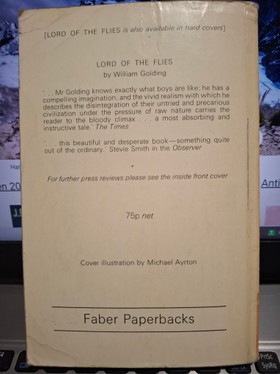 [LORD OF THE FLIES is also available in hard covers]
LORD OF THE FLIES
by William Golding
'. . . Mr Golding knows exactly what boys are like; he has a
compelling imagination; and the vivid realism with which he
describes the disintegration of their untried and precarious
civilization under the pressure of raw nature carries the
reader to the bloody climax . . . a most absorbing and
instructive tale.' The Times
'. . . this beautiful and desperate book—something quite
out of the ordinary.' Stevie Smith in the Observer
For further press reviews please see the inside front cover
75p net
Cover illustration by Michael Ayrton
Faber Paperbacks
en 20
Anti
PrtSc
SysRq